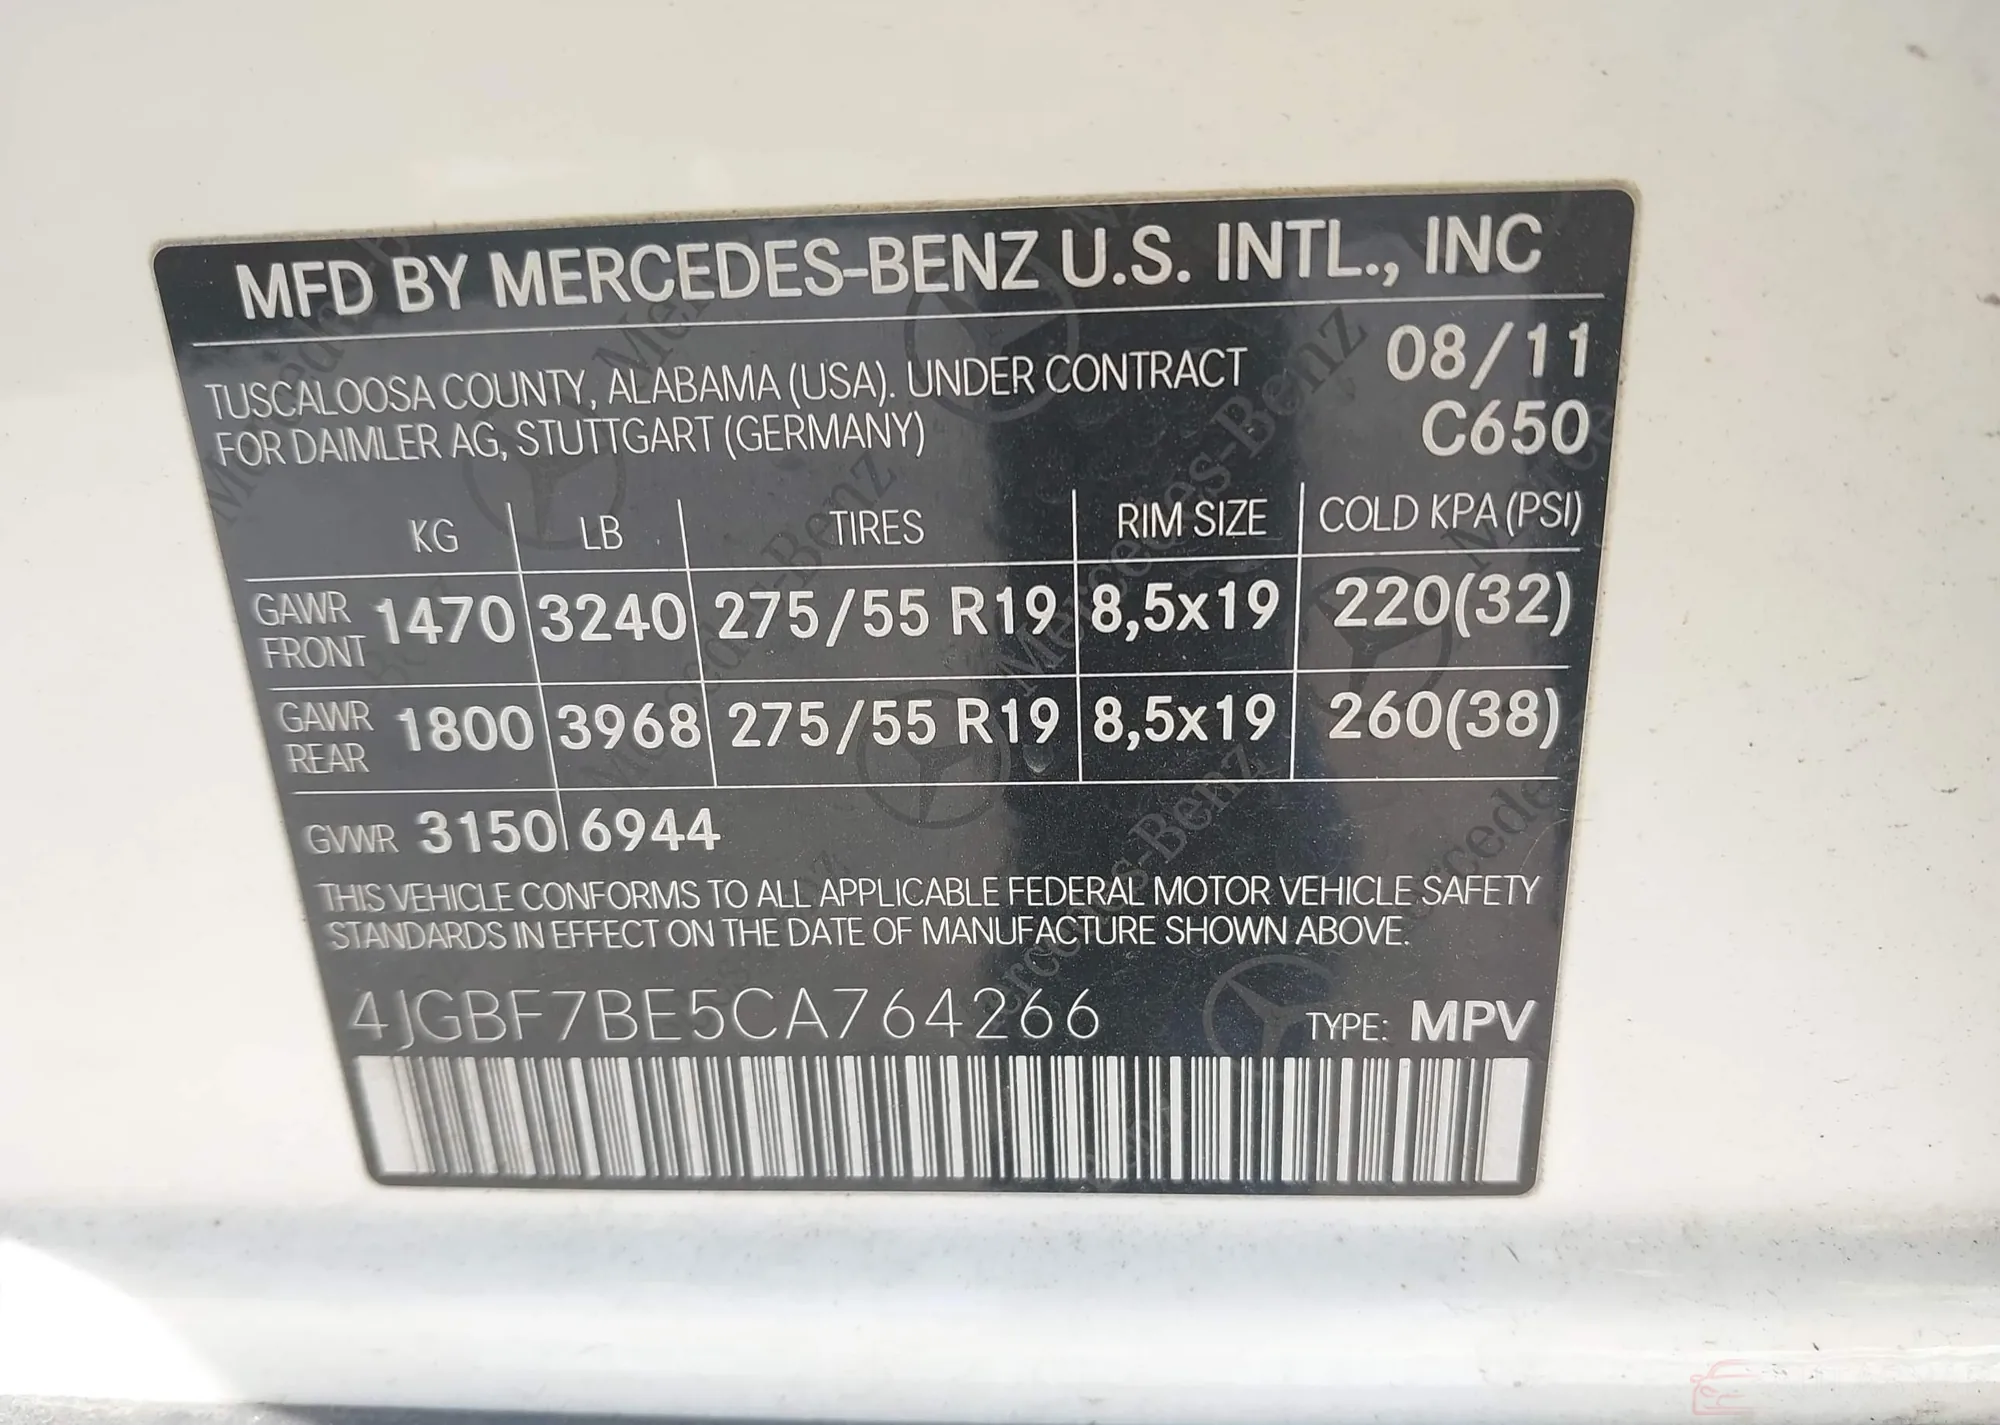 MFD BY MERCEDES-BENZ U.S. INTL., INC
08/11
TUSCALOOSA COUNTY, ALABAMA (USA). UNDER CONTRACT
FOR DAIMLER AG, STUTTGART (GERMANY)
C650
KG LB TIRES RIM SIZE COLD KPA (PSI)
GAWR FRONT 1470 3240 275/55 R19 8,5x19 220(32)
GAWR REAR 1800 3968 275/55 R19 8,5x19 260(38)
GVWR 3150 6944
THIS VEHICLE CONFORMS TO ALL APPLICABLE FEDERAL MOTOR VEHICLE SAFETY
STANDARDS IN EFFECT ON THE DATE OF MANUFACTURE SHOWN ABOVE.
4JGBF7BE5CA764266 TYPE: MPV